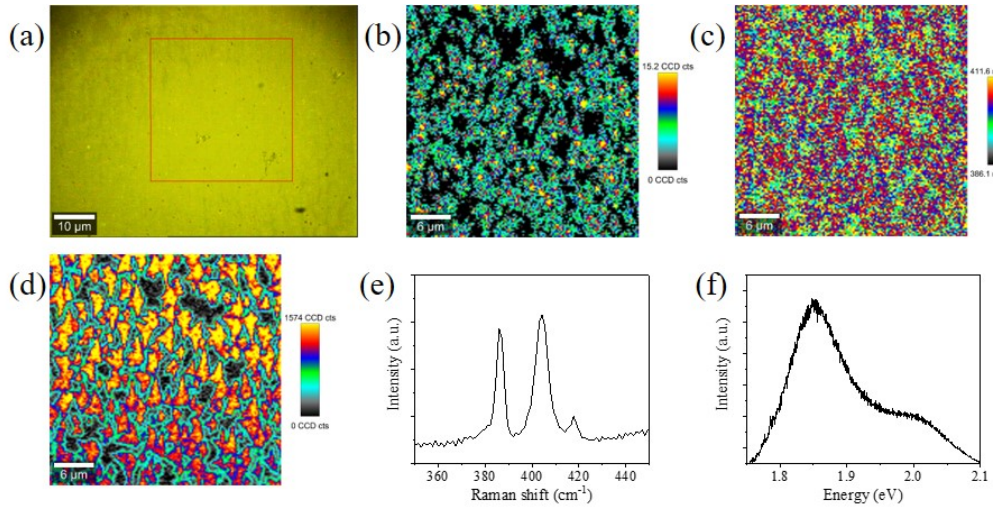 (a)
10 µm
(b)
15.2 CCD cts
0 CCD cts
6 µm
(c)
411.6
386.1
6 µm
(d)
1574 CCD cts
0 CCD cts
6 µm
(e)
Intensity (a.u.)
360 380 400 420 440
Raman shift (cm⁻¹)
(f)
Intensity (a.u.)
1.8 1.9 2.0 2.1
Energy (eV)